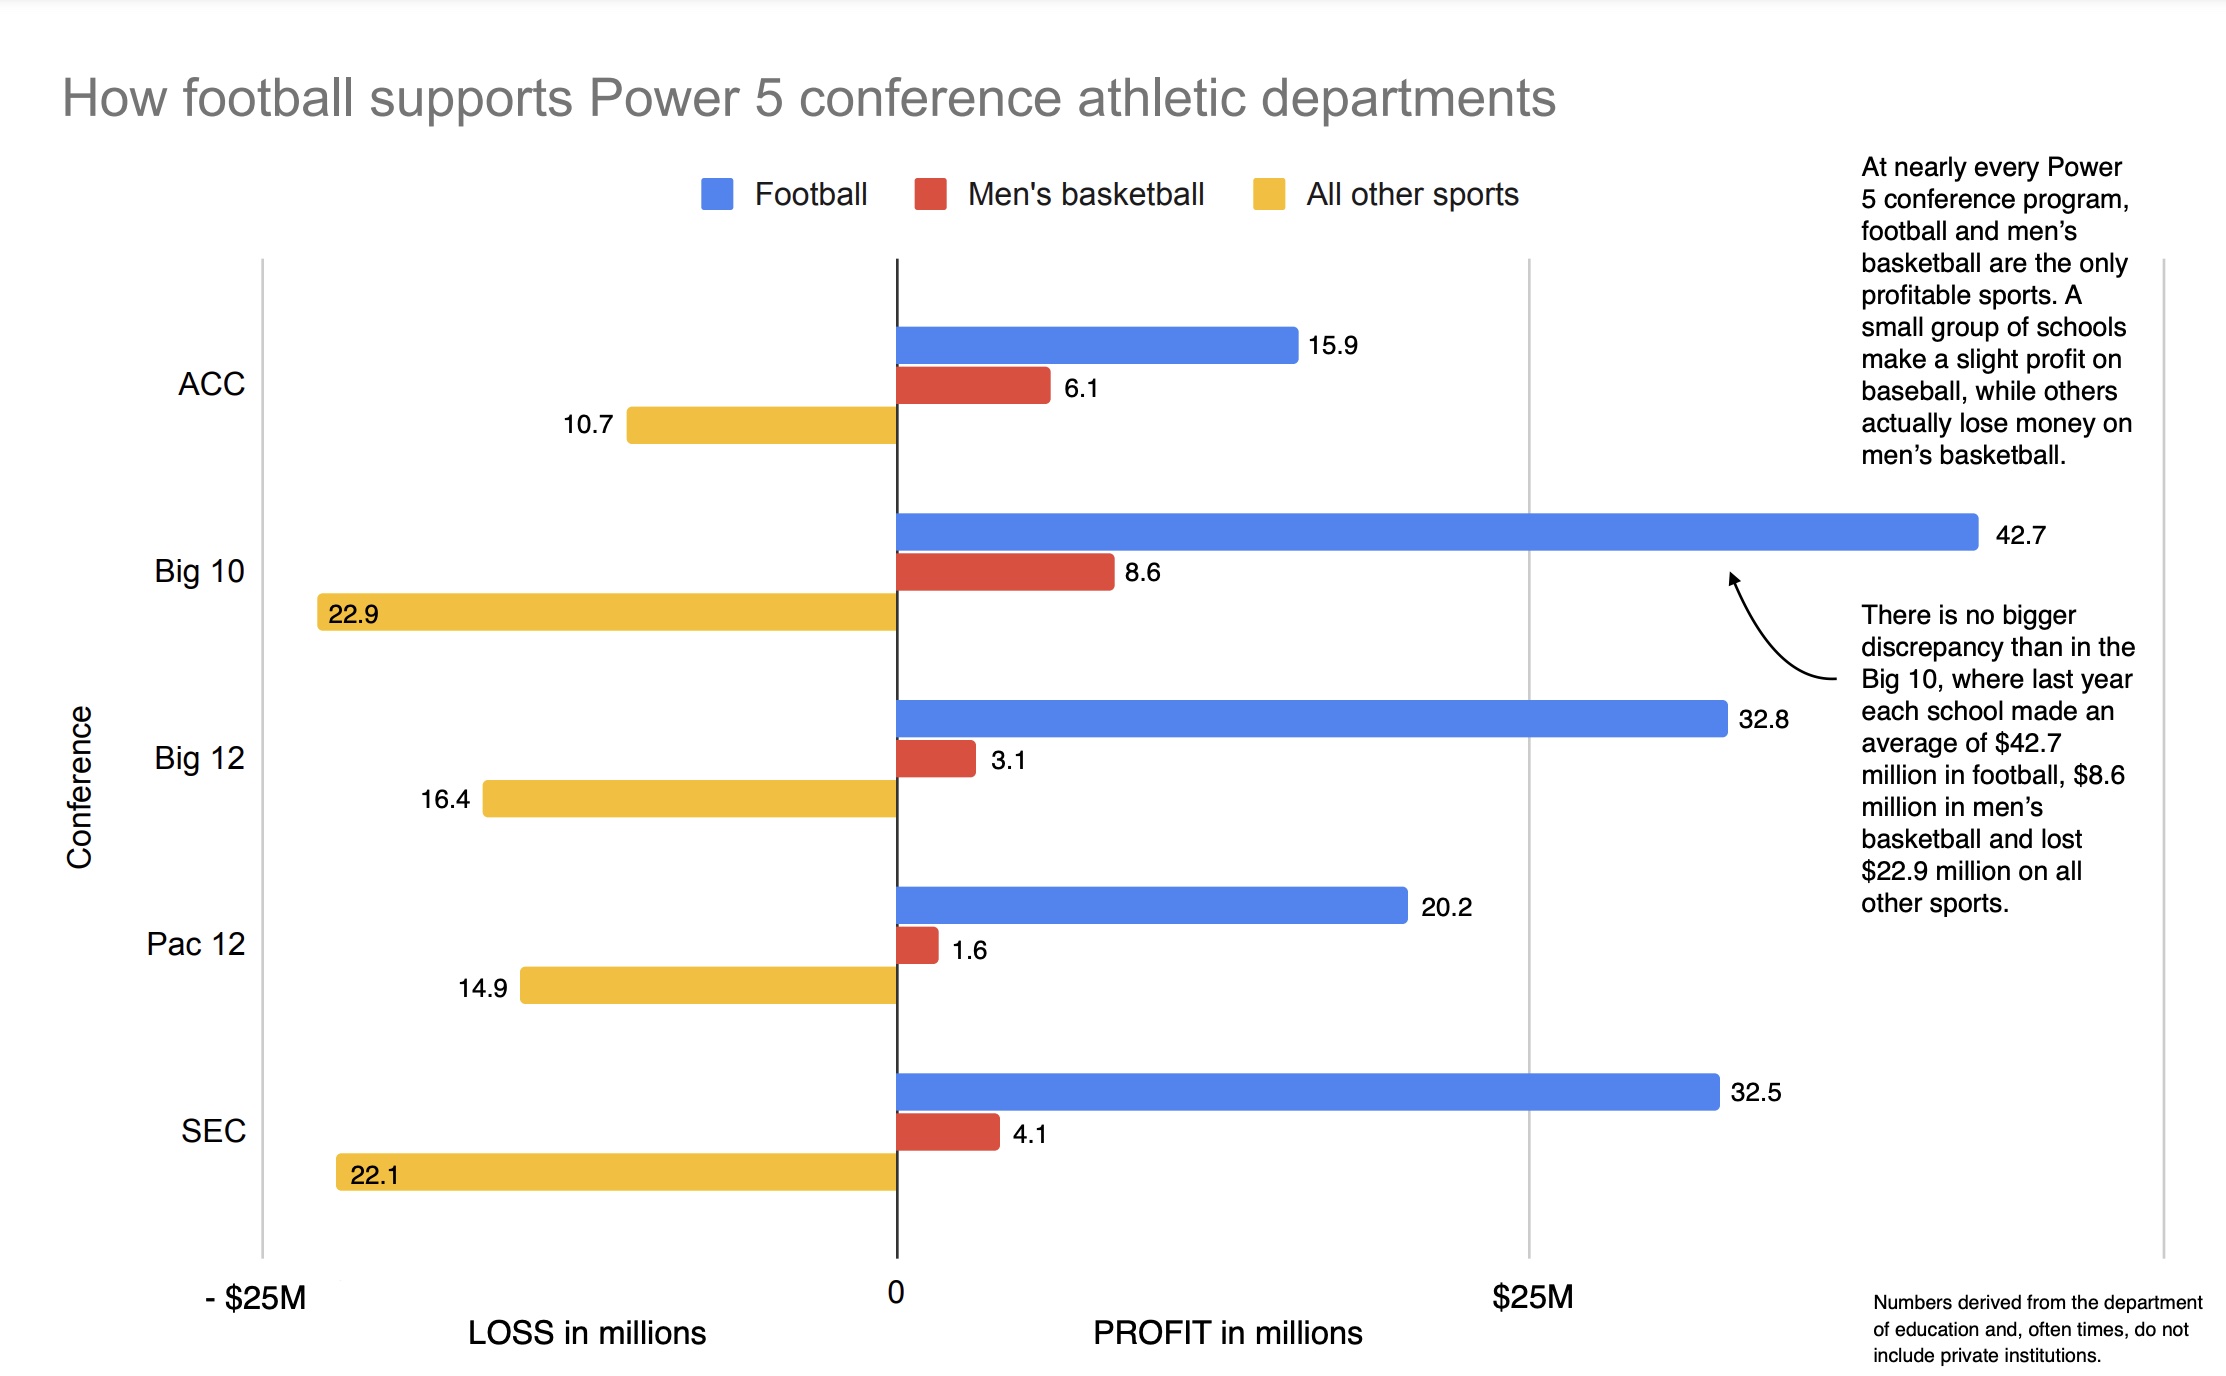 How football supports Power 5 conference athletic departments
Football
Men's basketball
All other sports
At nearly every Power
5 conference program,
football and men’s
basketball are the only
profitable sports. A
small group of schools
make a slight profit on
baseball, while others
actually lose money on
men’s basketball.
Conference
ACC
15.9
6.1
10.7
Big 10
42.7
8.6
22.9
There is no bigger
discrepancy than in the
Big 10, where last year
each school made an
average of $42.7
million in football, $8.6
million in men’s
basketball and lost
$22.9 million on all
other sports.
Big 12
32.8
3.1
16.4
Pac 12
20.2
1.6
14.9
SEC
32.5
4.1
22.1
- $25M
0
$25M
LOSS in millions
PROFIT in millions
Numbers derived from the department
of education and, often times, do not
include private institutions.